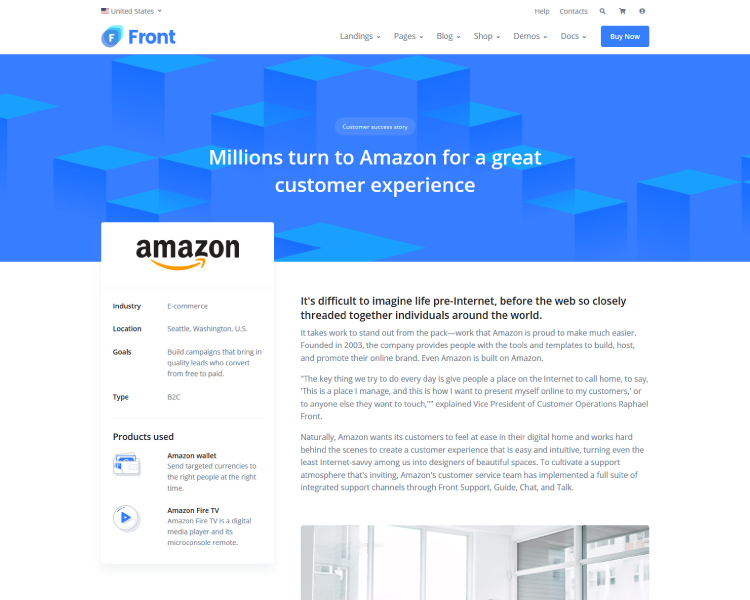 United States
Help Contacts
Front
Landings Pages Blog Shop Demos Docs Buy Now
Customer success story
Millions turn to Amazon for a great
customer experience
amazon
Industry E-commerce
Location Seattle, Washington, U.S.
Goals Build campaigns that bring in
quality leads who convert
from free to paid.
Type B2C
Products used
Amazon wallet
Send targeted currencies to
the right people at the right
time.
Amazon Fire TV
Amazon Fire TV is a digital
media player and its
microconsole remote.
It's difficult to imagine life pre-Internet, before the web so closely
threaded together individuals around the world.
It takes work to stand out from the pack—work that Amazon is proud to make much easier.
Founded in 2003, the company provides people with the tools and templates to build, host,
and promote their online brand. Even Amazon is built on Amazon.
"The key thing we try to do every day is give people a place on the Internet to call home, to say,
'This is a place I manage, and this is how I want to present myself online to my customers,' or
to anyone else they want to touch,"" explained Vice President of Customer Operations Raphael
Front.
Naturally, Amazon wants its customers to feel at ease in their digital home and works hard
behind the scenes to create a customer experience that is easy and intuitive, turning even the
least Internet-savvy among us into designers of beautiful spaces. To cultivate a support
atmosphere that's inviting, Amazon's customer service team has implemented a full suite of
integrated support channels through Front Support, Guide, Chat, and Talk.